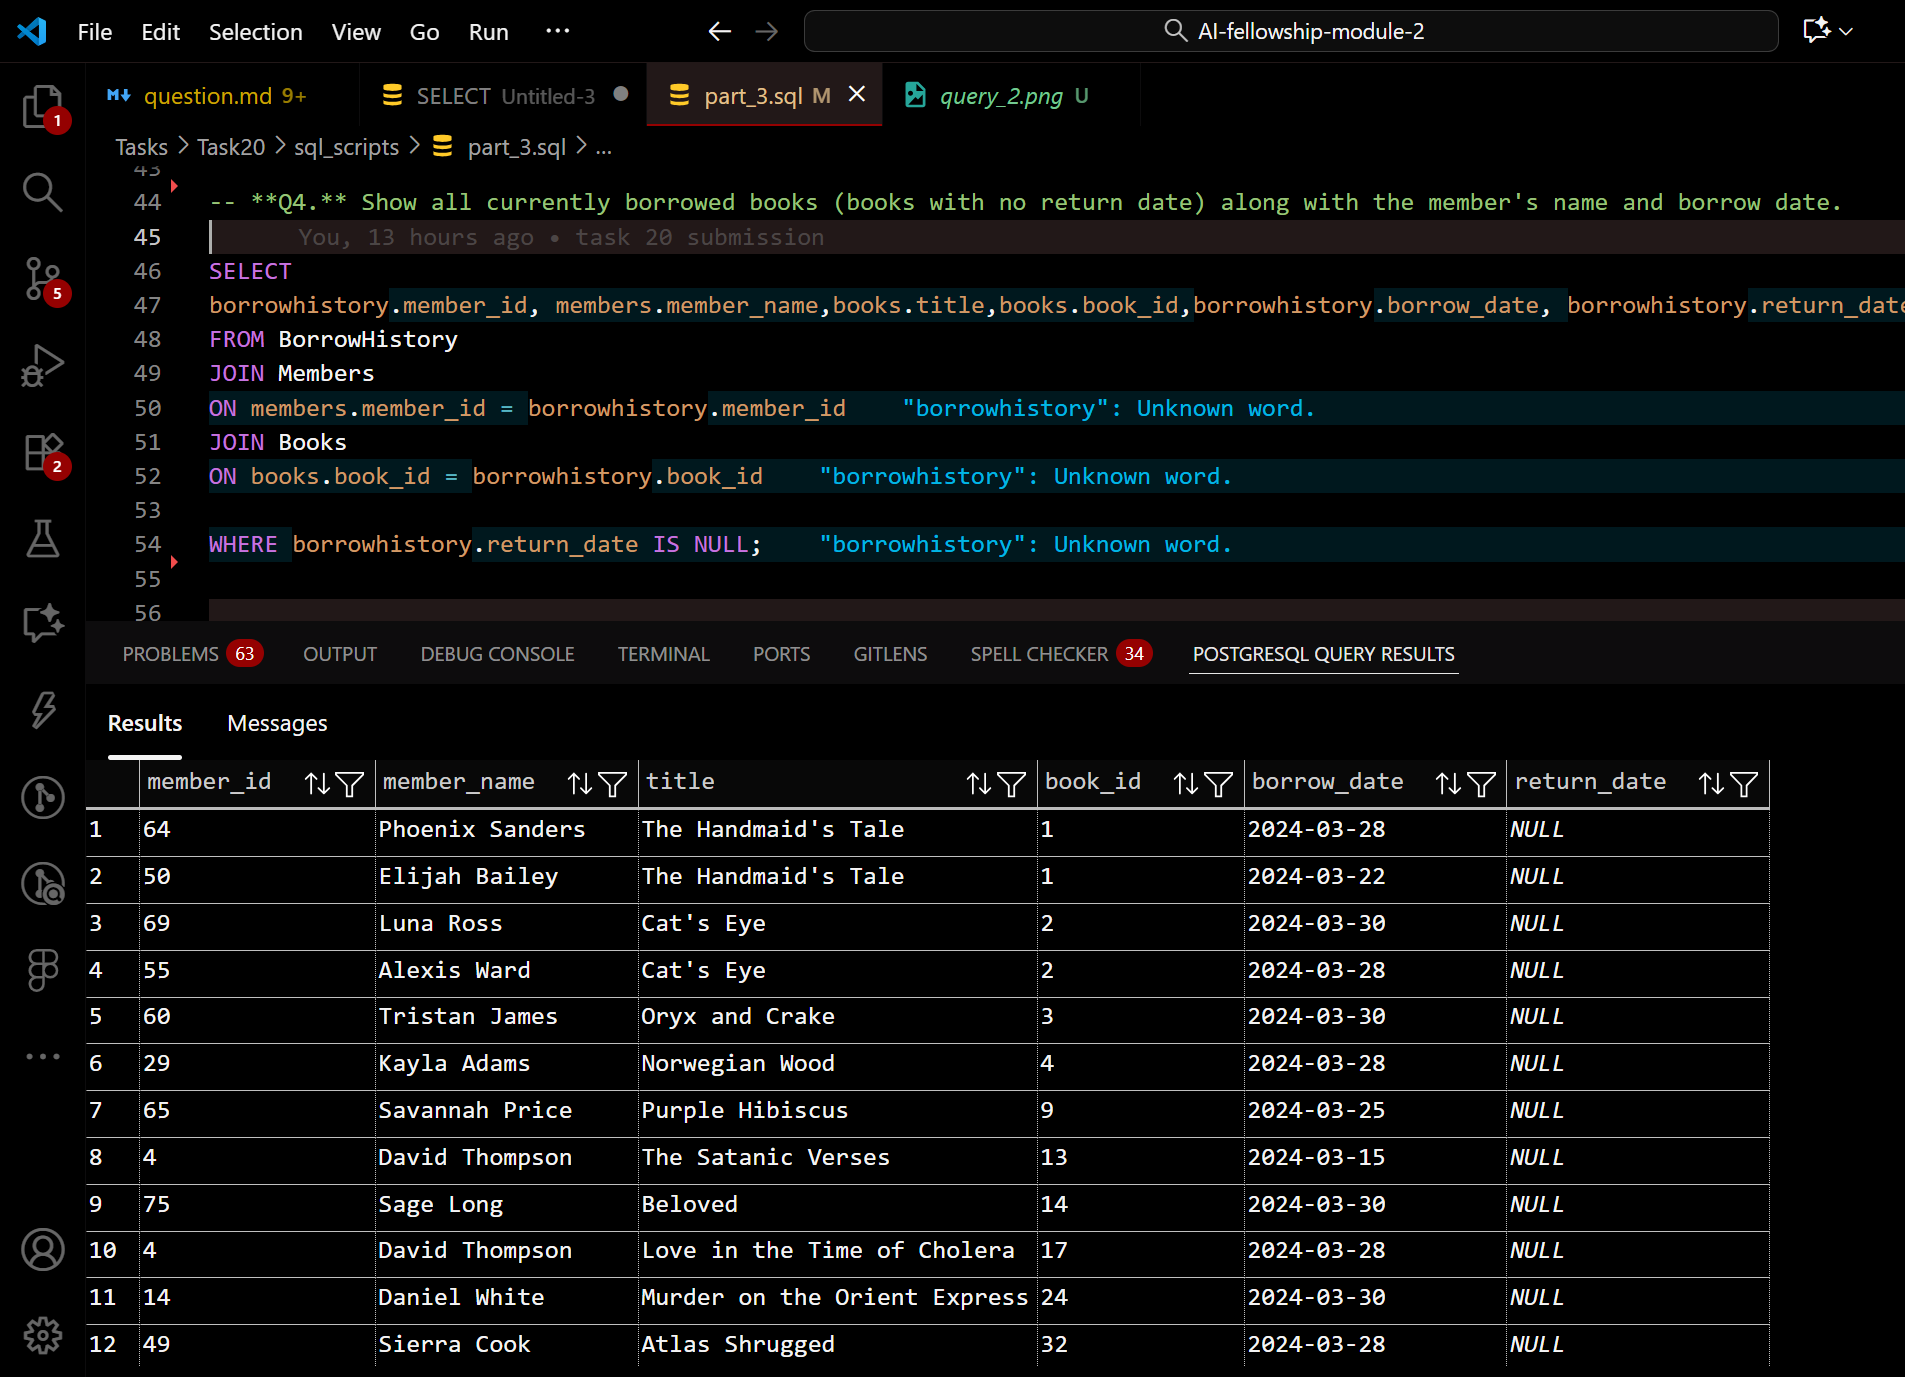 File Edit Selection View Go Run ··· AI-fellowship-module-2
question.md 9+ SELECT Untitled-3 part_3.sql M query_2.png U
Tasks > Task20 > sql_scripts > part_3.sql > ...
43
44 -- **Q4.** Show all currently borrowed books (books with no return date) along with the member's name and borrow date.
45 You, 13 hours ago • task 20 submission
46 SELECT
47 borrowhistory.member_id, members.member_name,books.title,books.book_id,borrowhistory.borrow_date, borrowhistory.return_date
48 FROM BorrowHistory
49 JOIN Members
50 ON members.member_id = borrowhistory.member_id "borrowhistory": Unknown word.
51 JOIN Books
52 ON books.book_id = borrowhistory.book_id "borrowhistory": Unknown word.
53
54 WHERE borrowhistory.return_date IS NULL; "borrowhistory": Unknown word.
55
56
1
5
2
PROBLEMS 63 OUTPUT DEBUG CONSOLE TERMINAL PORTS GITLENS SPELL CHECKER 34 POSTGRESQL QUERY RESULTS
Results Messages
member_id member_name title book_id borrow_date return_date
1 64 Phoenix Sanders The Handmaid's Tale 1 2024-03-28 NULL
2 50 Elijah Bailey The Handmaid's Tale 1 2024-03-22 NULL
3 69 Luna Ross Cat's Eye 2 2024-03-30 NULL
4 55 Alexis Ward Cat's Eye 2 2024-03-28 NULL
5 60 Tristan James Oryx and Crake 3 2024-03-30 NULL
6 29 Kayla Adams Norwegian Wood 4 2024-03-28 NULL
7 65 Savannah Price Purple Hibiscus 9 2024-03-25 NULL
8 4 David Thompson The Satanic Verses 13 2024-03-15 NULL
9 75 Sage Long Beloved 14 2024-03-30 NULL
10 4 David Thompson Love in the Time of Cholera 17 2024-03-28 NULL
11 14 Daniel White Murder on the Orient Express 24 2024-03-30 NULL
12 49 Sierra Cook Atlas Shrugged 32 2024-03-28 NULL